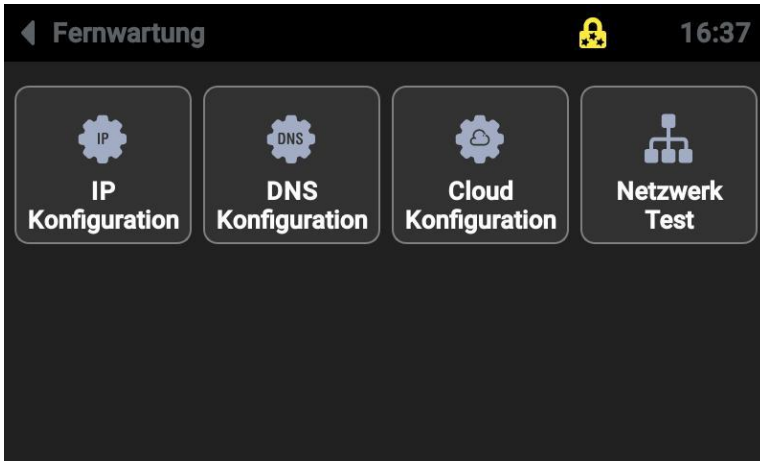 Fernwartung
16:37
IP
DNS
IP
Konfiguration
DNS
Konfiguration
Cloud
Konfiguration
Netzwerk
Test